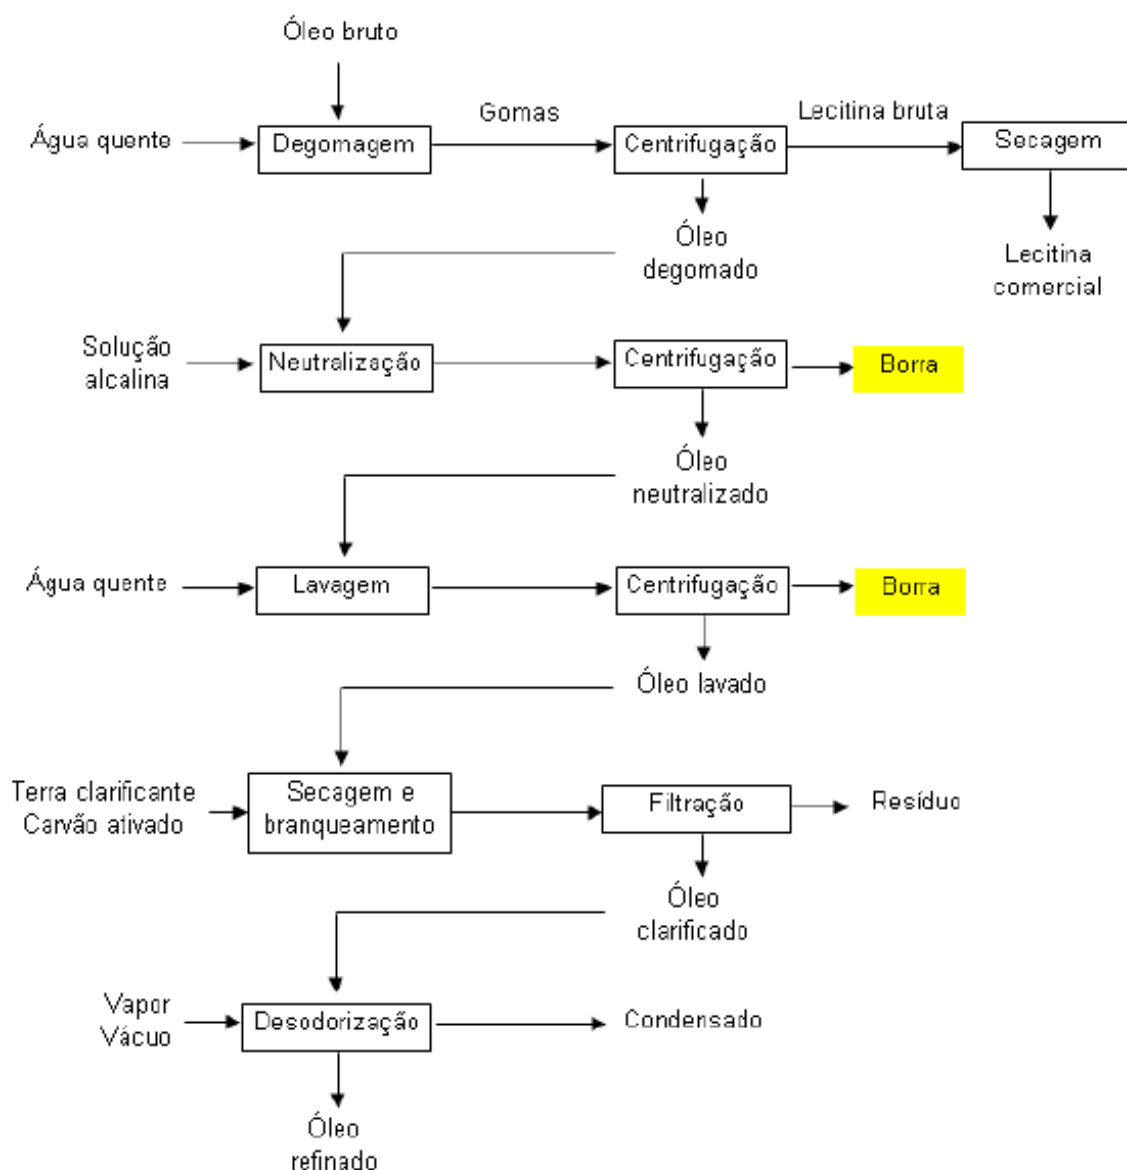 Óleo bruto
Água quente
Degomagem
Gomas
Centrifugação
Lecitina bruta
Secagem
Óleo
degomado
Lecitina
comercial
Solução
alcalina
Neutralização
Centrifugação
Borra
Óleo
neutralizado
Água quente
Lavagem
Centrifugação
Borra
Óleo lavado
Terra clarificante
Carvão ativado
Secagem e
branqueamento
Filtração
Resíduo
Óleo
clarificado
Vapor
Vácuo
Desodorização
Condensado
Óleo
refinado